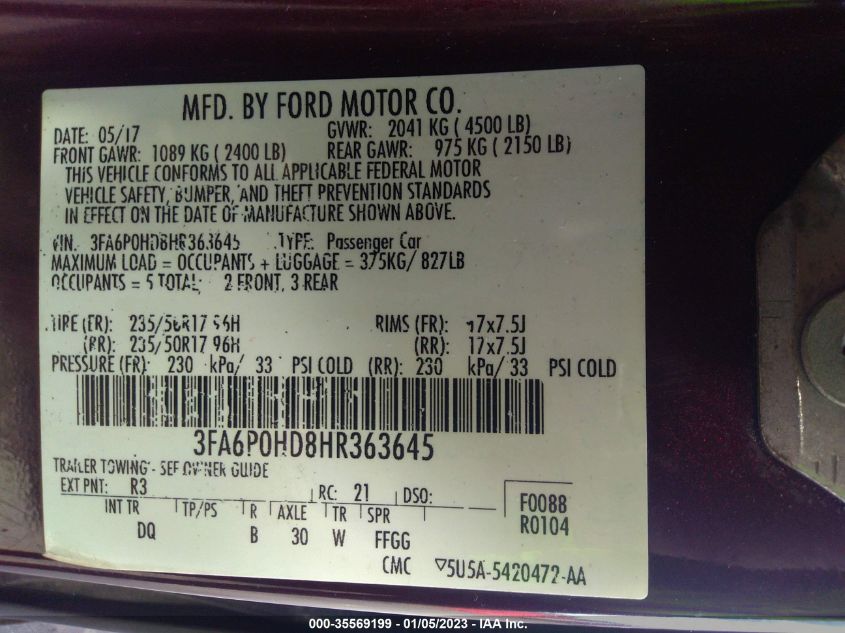 MFD. BY FORD MOTOR CO.
DATE: 05/17 GVWR: 2041 KG ( 4500 LB)
FRONT GAWR: 1089 KG ( 2400 LB) REAR GAWR: 975 KG ( 2150 LB)
THIS VEHICLE CONFORMS TO ALL APPLICABLE FEDERAL MOTOR
VEHICLE SAFETY, BUMPER, AND THEFT PREVENTION STANDARDS
IN EFFECT ON THE DATE OF MANUFACTURE SHOWN ABOVE.
VIN: 3FA6P0HD8HR363645 TYPE: Passenger Car
MAXIMUM LOAD = OCCUPANTS + LUGGAGE = 375KG/ 827LB
OCCUPANTS = 5 TOTAL: 2 FRONT, 3 REAR
TIRE (FR): 235/50R17 96H RIMS (FR): 17x7.5J
(RR): 235/50R17 96H (RR): 17x7.5J
PRESSURE (FR): 230 kPa/ 33 PSI COLD (RR): 230 kPa/ 33 PSI COLD
3FA6P0HD8HR363645
TRAILER TOWING - SEE OWNER GUIDE
EXT PNT: R3 RC: 21 DSO: F0088
INT TR TP/PS R AXLE TR SPR R0104
DQ B 30 W FFGG
CMC ▽5U5A-5420472-AA
000-35569199 - 01/05/2023 - IAA Inc.